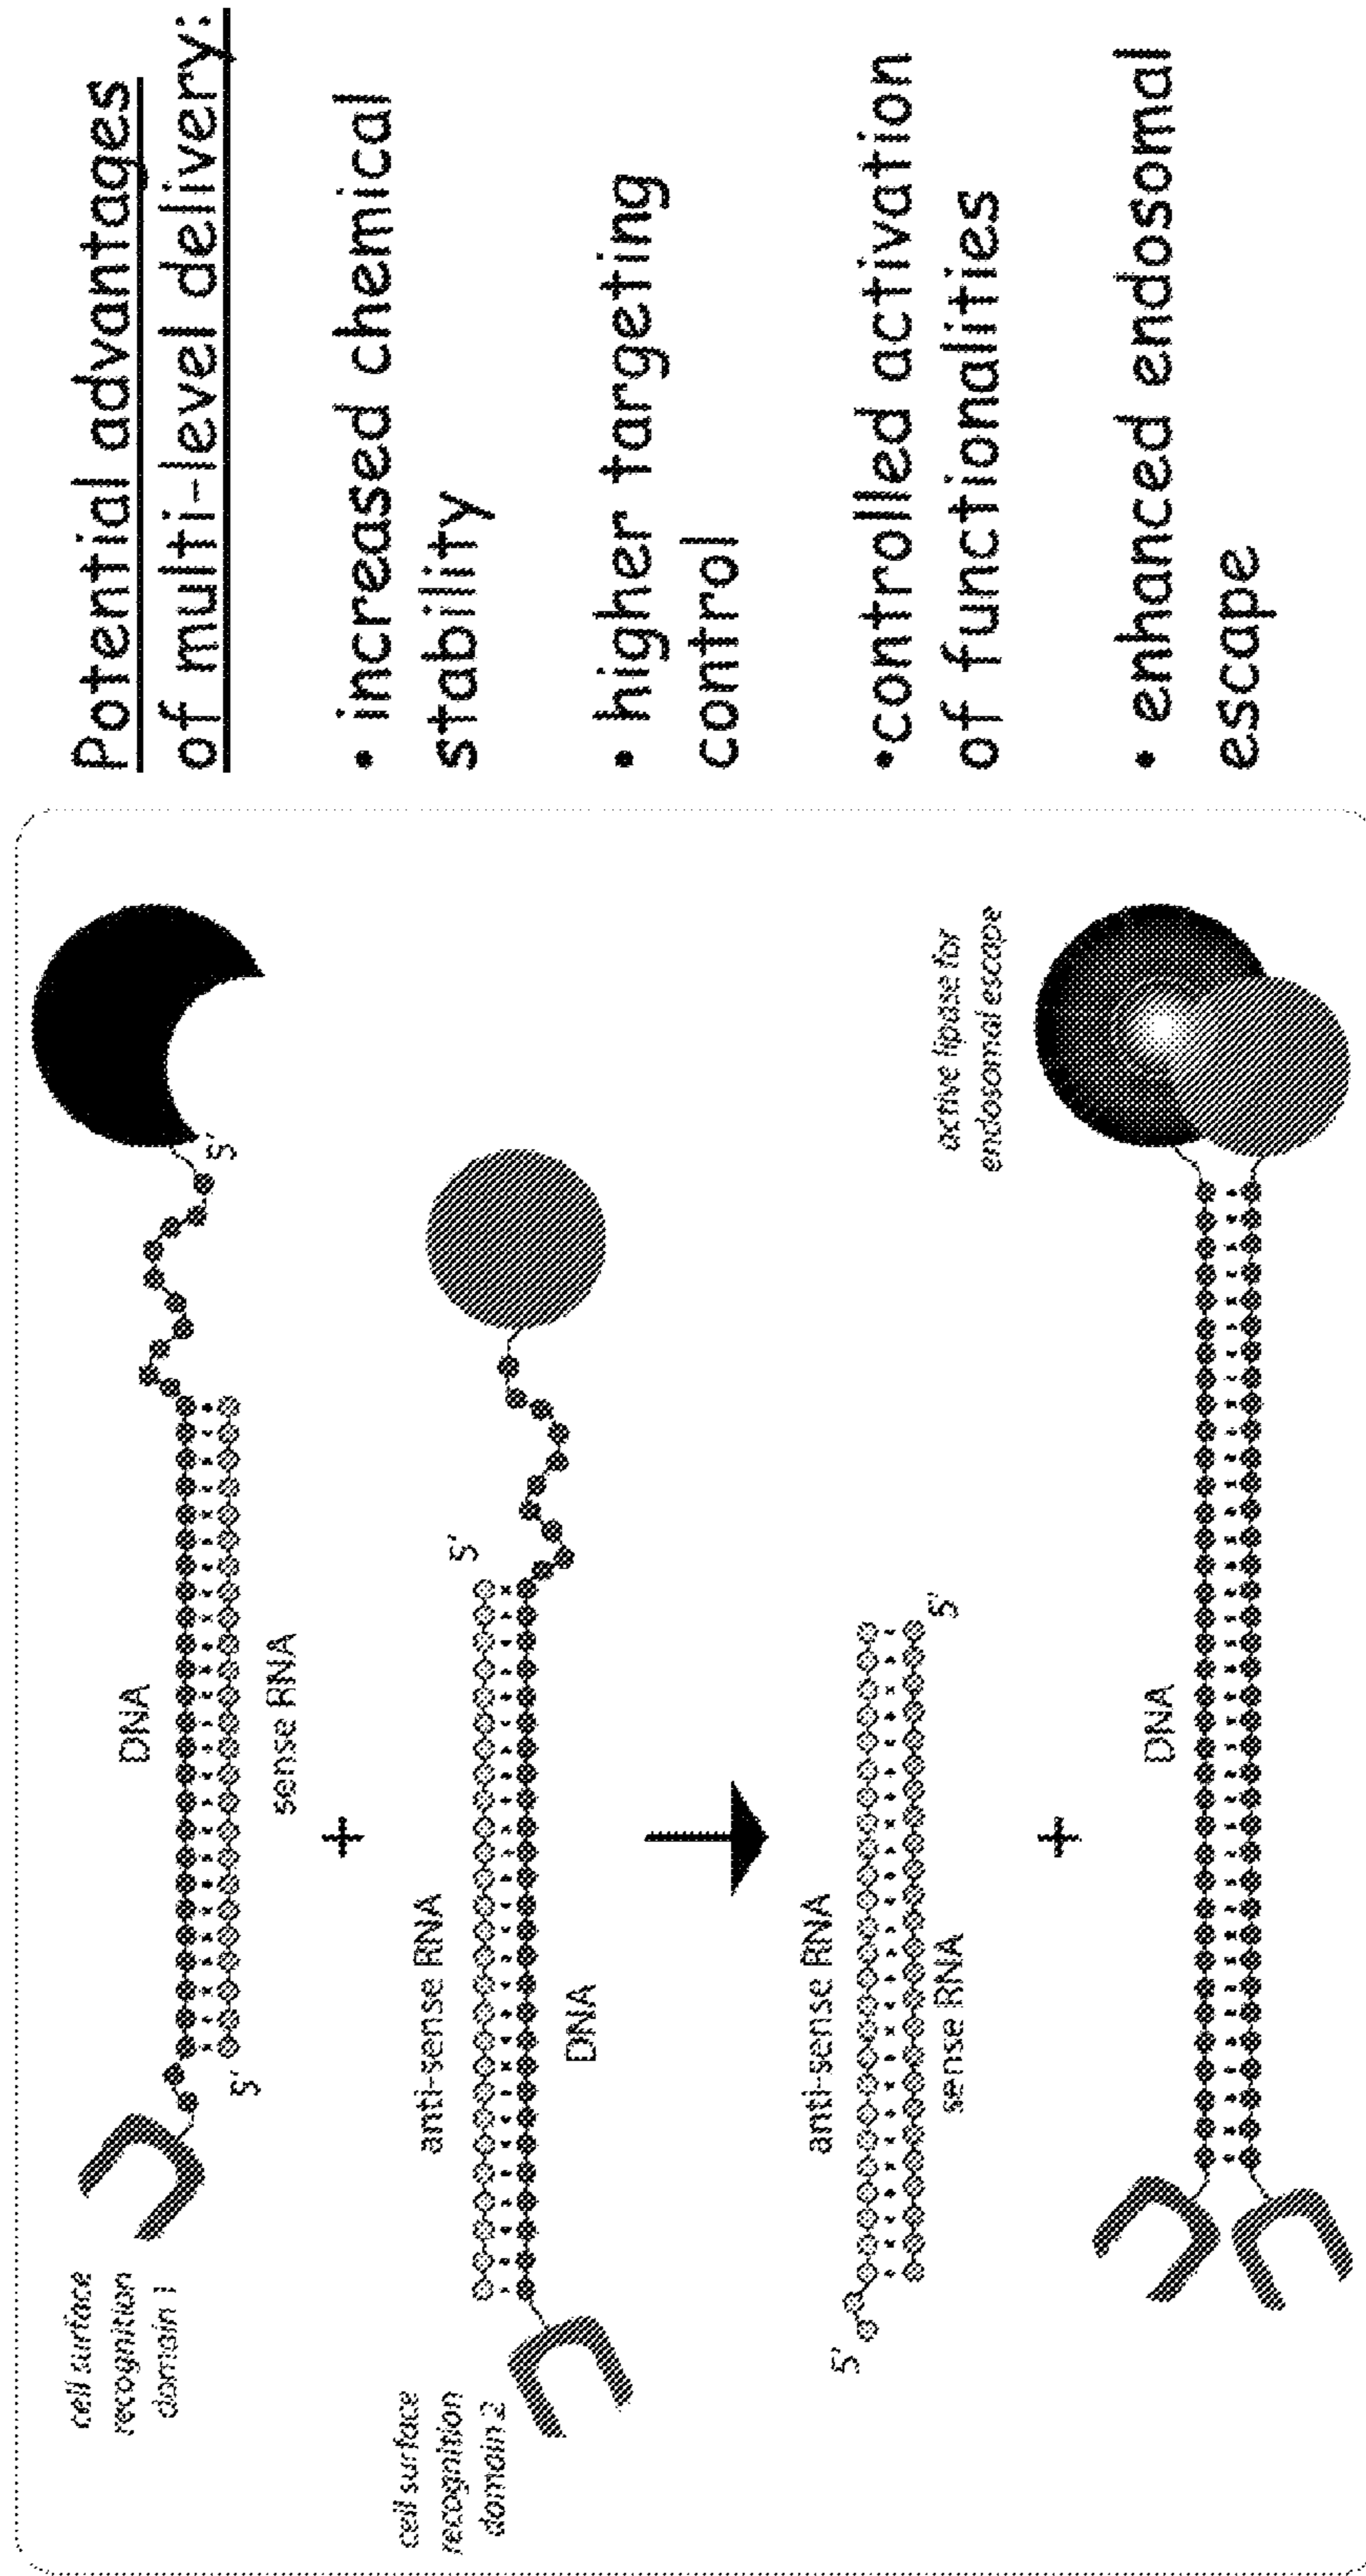 cell surface
recognition
domain 1
DNA
5'
5'
sense RNA
+
cell surface
recognition
domain 2
anti-sense RNA
5'
DNA
anti-sense RNA
5'
5'
sense RNA
+
DNA
active lipase for
endosomal escape
Potential advantages
of multi-level delivery:
• increased chemical
stability
• higher targeting
control
•controlled activation
of functionalities
• enhanced endosomal
escape